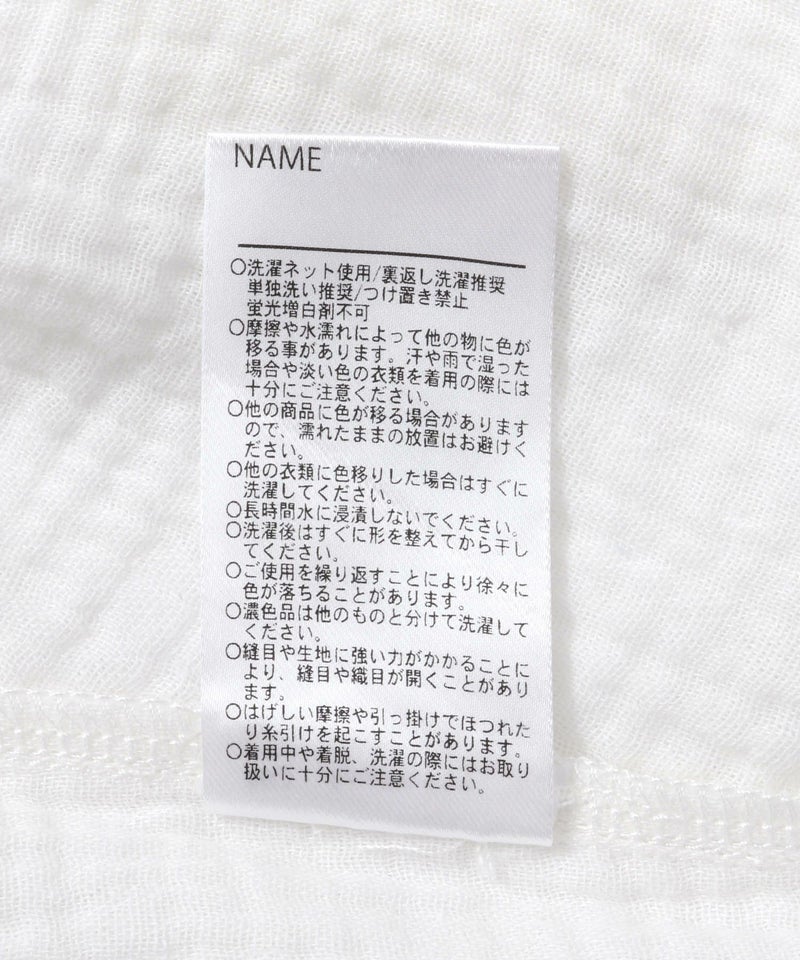 NAME
○洗濯ネット使用/裏返し洗濯推奨
単独洗い推奨/つけ置き禁止
蛍光増白剤不可
○摩擦や水濡れによって他の物に色が
移る事があります。汗や雨で湿った
場合や淡い色の衣類を着用の際には
十分にご注意ください。
○他の商品に色が移る場合があります
ので、濡れたままの放置はお避けく
ださい。
○他の衣類に色移りした場合はすぐに
洗濯してください。
○長時間水に浸漬しないでください。
○洗濯後はすぐに形を整えてから干し
てください。
○ご使用を繰り返すことにより徐々に
色が落ちることがあります。
○濃色品は他のものと分けて洗濯して
ください。
○縫目や生地に強い力がかかることに
より、縫目や織目が開くことがあり
ます。
○はげしい摩擦や引っ掛けでほつれた
り糸引けを起こすことがあります。
○着用中や着脱、洗濯の際にはお取り
扱いに十分にご注意ください。